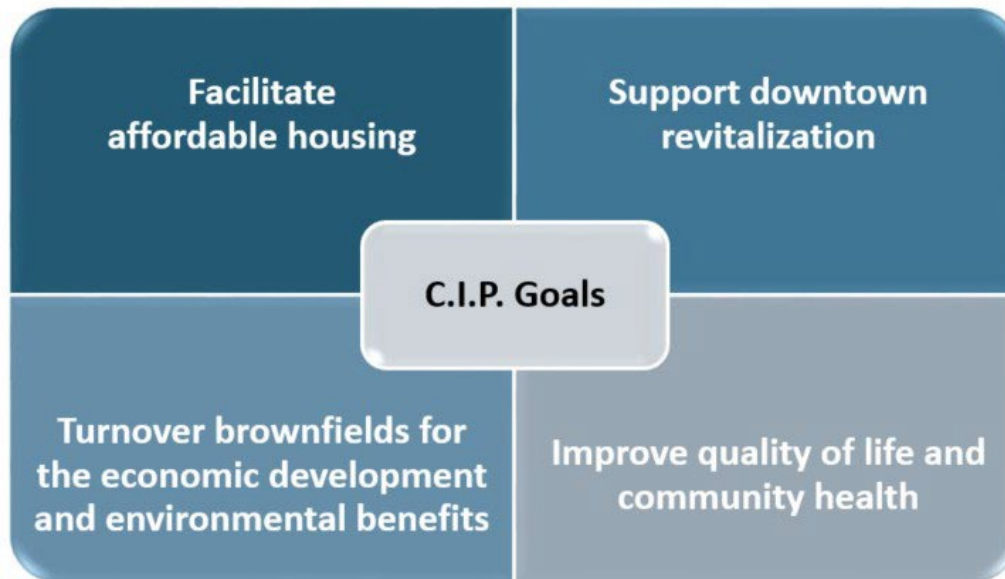 Facilitate
affordable housing
Support downtown
revitalization
C.I.P. Goals
Turnover brownfields for
the economic development
and environmental benefits
Improve quality of life and
community health